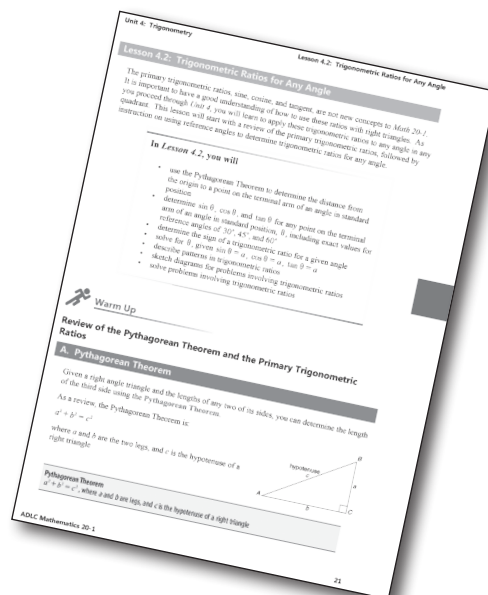 Unit 4: Trigonometry
Lesson 4.2: Trigonometric Ratios for Any Angle
Lesson 4.2: Trigonometric Ratios for Any Angle
The primary trigonometric ratios, sine, cosine, and tangent, are not new concepts to Math 20-1.
It is important to have a good understanding of how to use these ratios with right triangles. As
you proceed through Unit 4, you will learn to apply these trigonometric ratios to any angle in any
quadrant. This lesson will start with a review of the primary trigonometric ratios, followed by
instruction on using reference angles to determine trigonometric ratios for any angle.
In Lesson 4.2, you will
• use the Pythagorean Theorem to determine the distance from
the origin to a point on the terminal arm of an angle in standard
position
• determine sin θ, cos θ, and tan θ for any point on the terminal
arm of an angle in standard position, θ, including exact values for
reference angles of 30°, 45°, and 60°
• determine the sign of a trigonometric ratio for a given angle
• solve for θ, given sin θ = a, cos θ = a, tan θ = a
• describe patterns in trigonometric ratios
• sketch diagrams for problems involving trigonometric ratios
• solve problems involving trigonometric ratios
Warm Up
Review of the Pythagorean Theorem and the Primary Trigonometric
Ratios
A. Pythagorean Theorem
Given a right angle triangle and the lengths of any two of its sides, you can determine the length
of the third side using the Pythagorean Theorem.
As a review, the Pythagorean Theorem is:
a² + b² = c²
where a and b are the two legs, and c is the hypotenuse of a
right triangle
hypotenuse
c
B
a
A
b
C
Pythagorean Theorem
a² + b² = c², where a and b are legs, and c is the hypotenuse of a right triangle
ADLC Mathematics 20-1
21